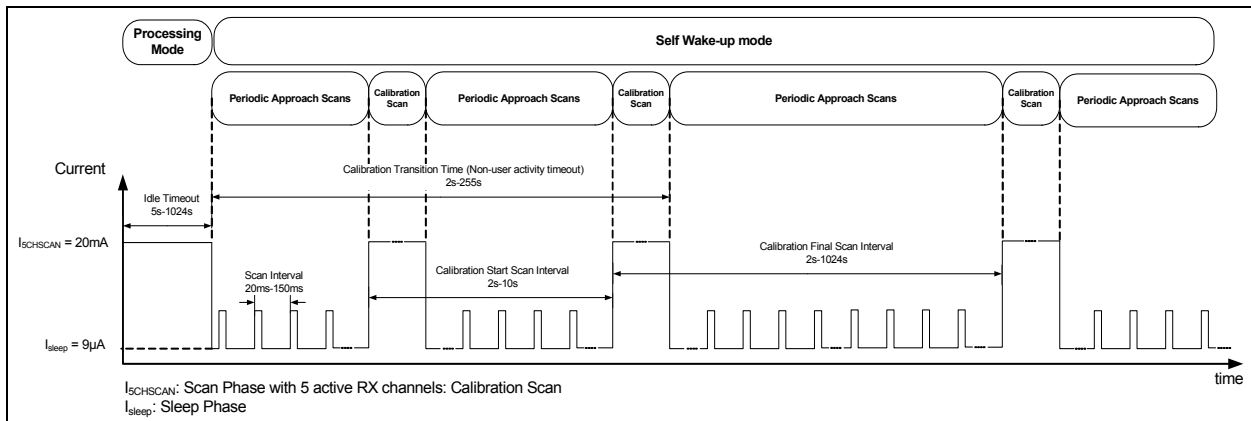 Processing
Mode
Self Wake-up mode
Periodic Approach Scans
Calibration
Scan
Periodic Approach Scans
Calibration
Scan
Periodic Approach Scans
Calibration
Scan
Periodic Approach Scans
Current
Calibration Transition Time (Non-user activity timeout)
2s-255s
Idle Timeout
5s-1024s
I5CHSCAN = 20mA
Scan Interval
20ms-150ms
Calibration Start Scan Interval
2s-10s
Calibration Final Scan Interval
2s-1024s
Isleep = 9µA
time
I5CHSCAN: Scan Phase with 5 active RX channels: Calibration Scan
Isleep: Sleep Phase